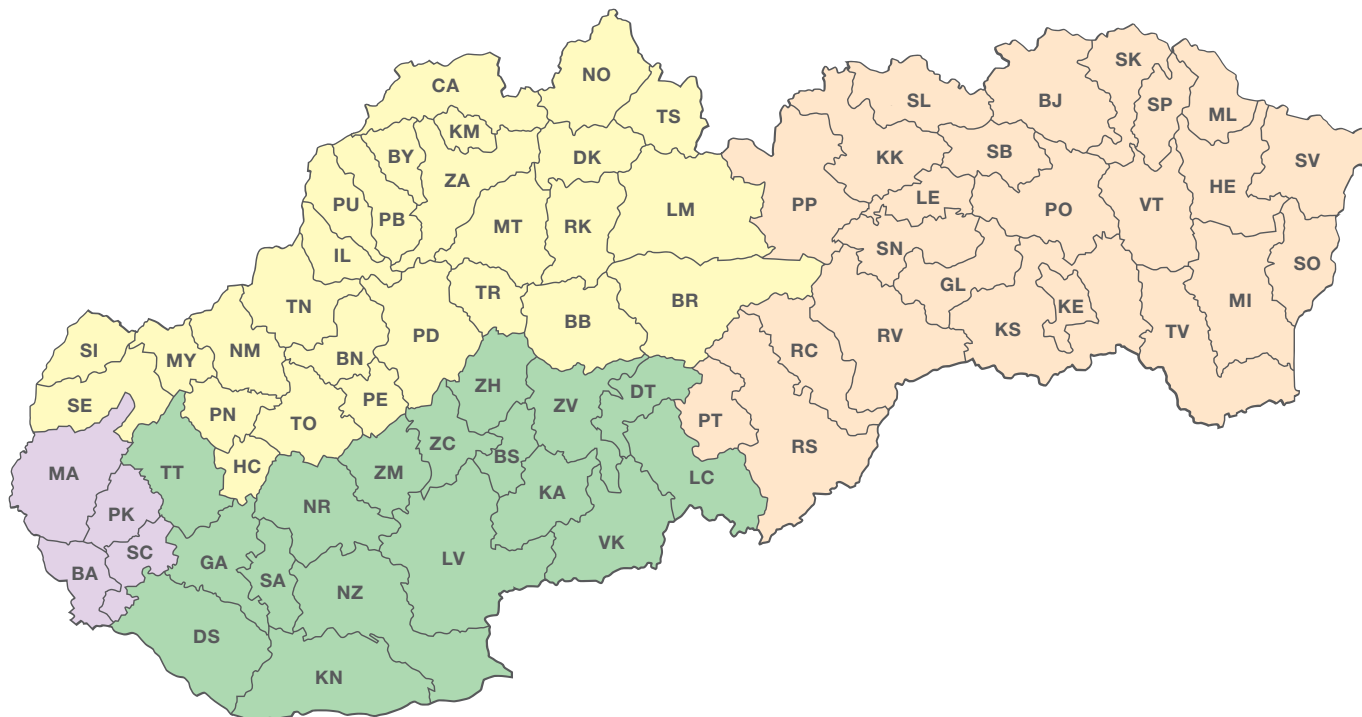 NO
CA
SK
TS
SL
BJ
SP
ML
KM
BY
DK
KK
SB
SV
ZA
HE
PU
PB
LE
PP
LM
PO
VT
MT
RK
IL
SN
SO
TN
GL
TR
BR
MI
KE
BB
KS
TV
PD
RV
SI
MY
NM
BN
RC
ZH
DT
SE
PE
ZV
PN
TO
PT
RS
ZC
BS
HC
MA
TT
ZM
LC
KA
NR
PK
VK
SC
GA
LV
BA
SA
NZ
DS
KN